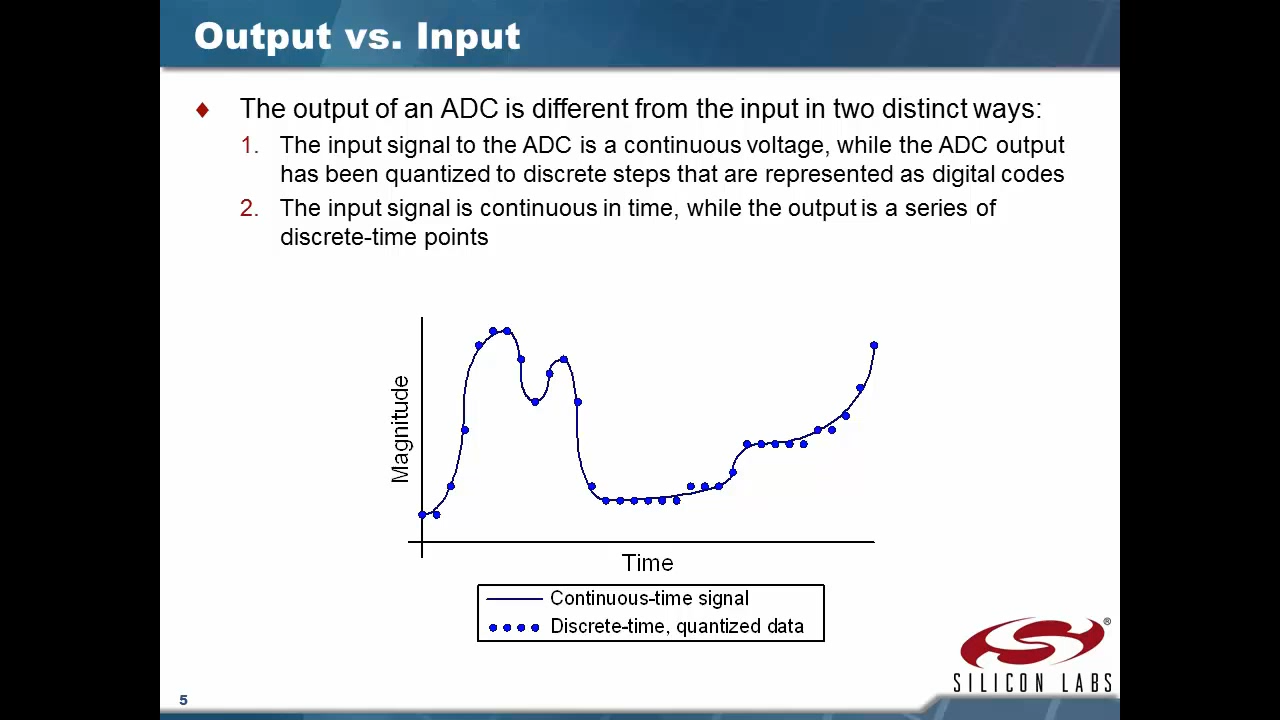 Output vs. Input
♦ The output of an ADC is different from the input in two distinct ways:
1. The input signal to the ADC is a continuous voltage, while the ADC output
has been quantized to discrete steps that are represented as digital codes
2. The input signal is continuous in time, while the output is a series of
discrete-time points
Magnitude
Time
Continuous-time signal
Discrete-time, quantized data
®
SILICON LABS
5